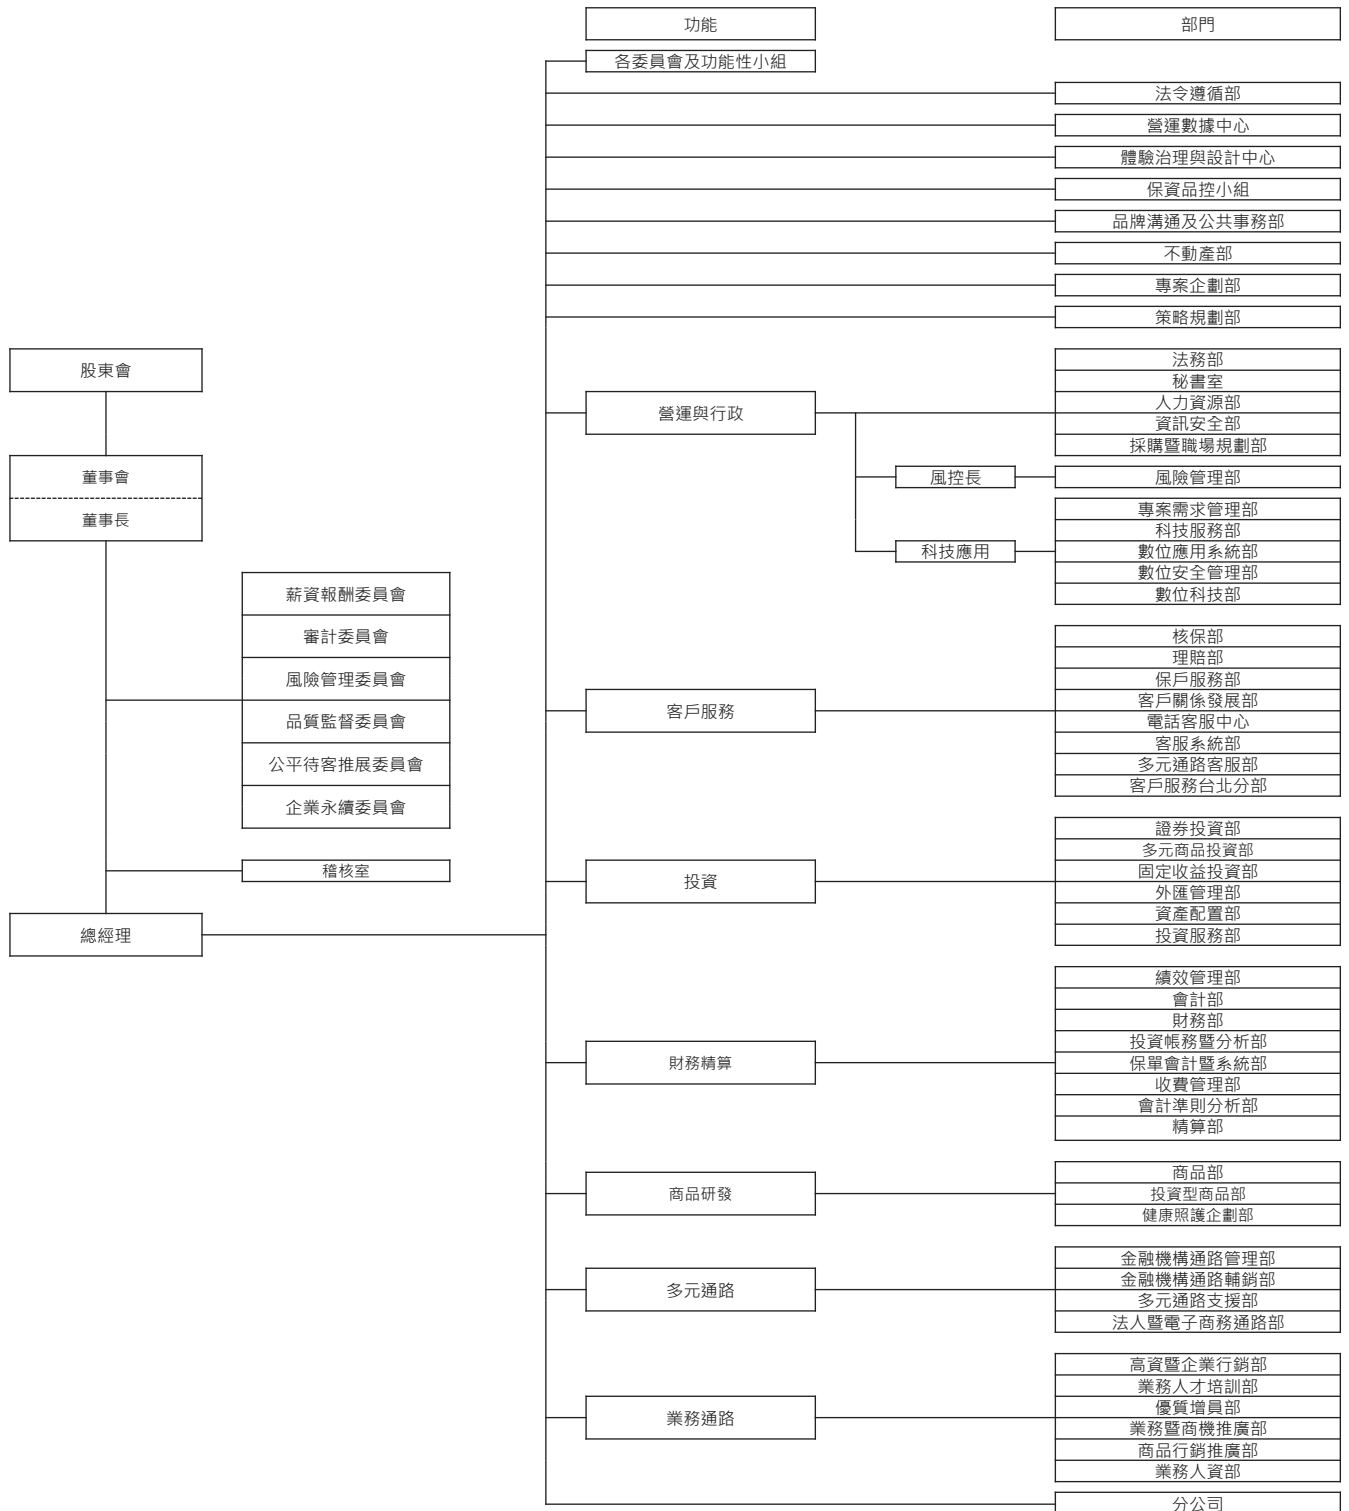 功能
部門
各委員會及功能性小組
法令遵循部
營運數據中心
體驗治理與設計中心
保資品控小組
品牌溝通及公共事務部
不動產部
專案企劃部
策略規劃部
股東會
董事會
董事長
薪資報酬委員會
審計委員會
風險管理委員會
品質監督委員會
公平待客推展委員會
企業永續委員會
稽核室
總經理
營運與行政
法務部
秘書室
人力資源部
資訊安全部
採購暨職場規劃部
風控長
風險管理部
科技應用
專案需求管理部
科技服務部
數位應用系統部
數位安全管理部
數位科技部
客戶服務
核保部
理賠部
保戶服務部
客戶關係發展部
電話客服中心
客服系統部
多元通路客服部
客戶服務台北分部
投資
證券投資部
多元商品投資部
固定收益投資部
外匯管理部
資產配置部
投資服務部
財務精算
績效管理部
會計部
財務部
投資帳務暨分析部
保單會計暨系統部
收費管理部
會計準則分析部
精算部
商品研發
商品部
投資型商品部
健康照護企劃部
多元通路
金融機構通路管理部
金融機構通路輔銷部
多元通路支援部
法人暨電子商務通路部
業務通路
高資暨企業行銷部
業務人才培訓部
優質增員部
業務暨商機推廣部
商品行銷推廣部
業務人資部
分公司